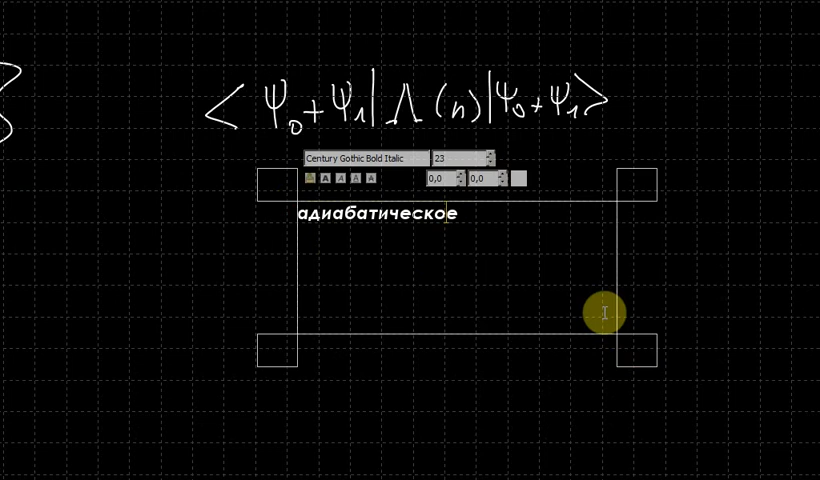 < Ψ₀ + Ψ₁ | Λ (n) | Ψ₀ + Ψ₁ >
Century Gothic Bold Italic 23
A A A A A 0,0 0,0
адиабатическое